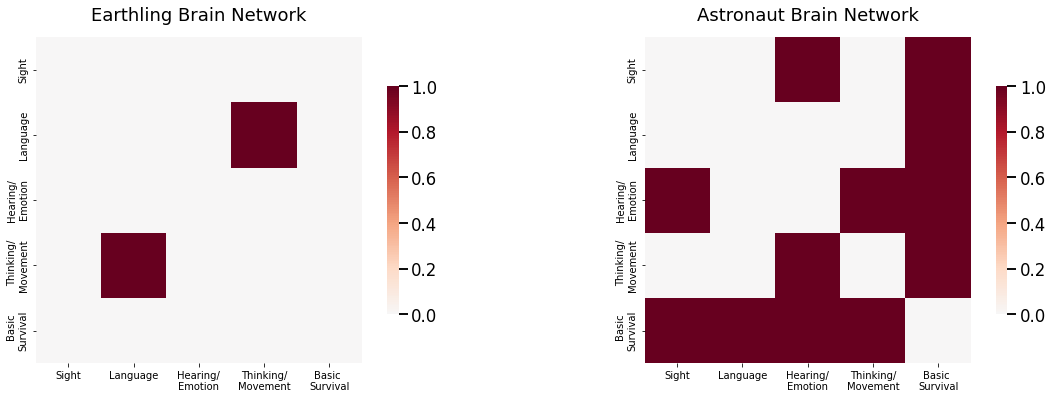 Earthling Brain Network
Sight
Language
Hearing/
Emotion
Thinking/
Movement
Basic
Survival
Sight
Language
Hearing/
Emotion
Thinking/
Movement
Basic
Survival
1.0
0.8
0.6
0.4
0.2
0.0
Astronaut Brain Network
Sight
Language
Hearing/
Emotion
Thinking/
Movement
Basic
Survival
Sight
Language
Hearing/
Emotion
Thinking/
Movement
Basic
Survival
1.0
0.8
0.6
0.4
0.2
0.0